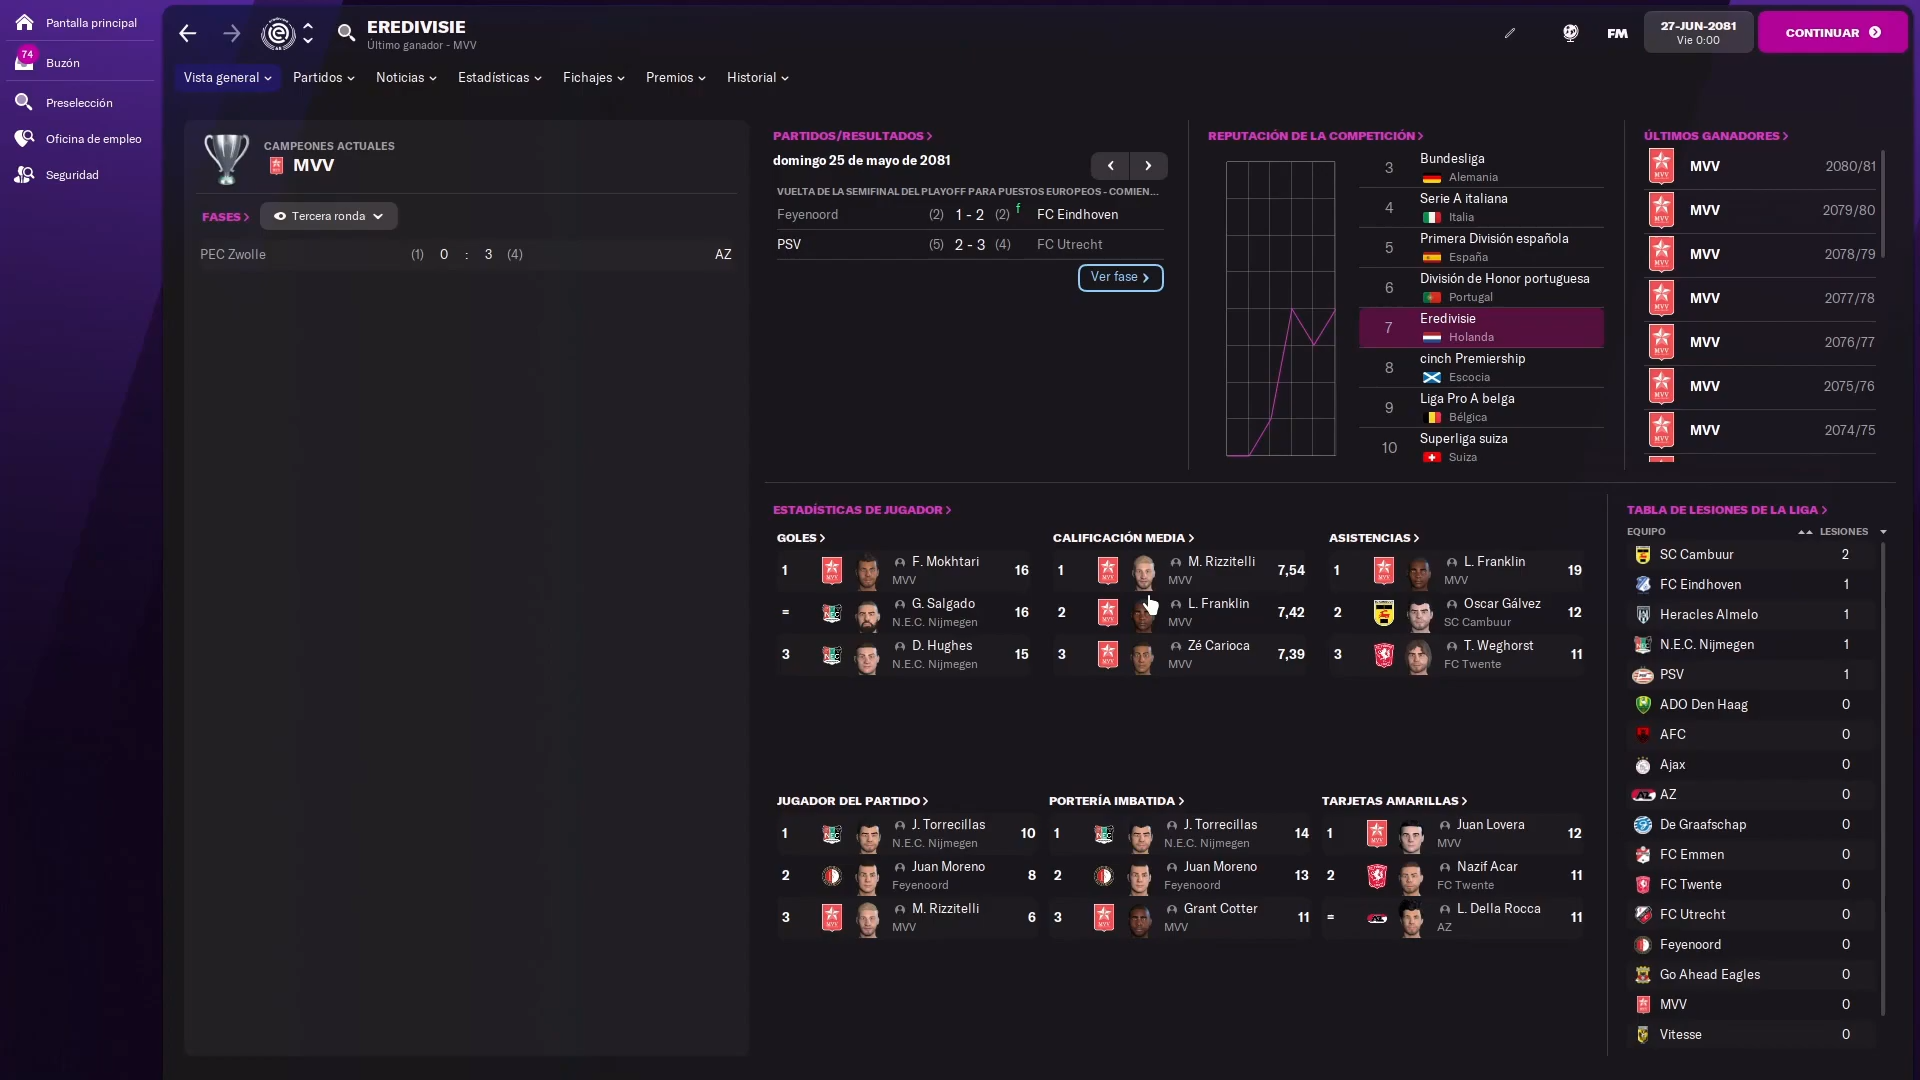 Pantalla principal
74
Buzón
Preselección
Oficina de empleo
Seguridad
EREDIVISIE
Último ganador - MVV
FM
27-JUN-2081
Vie 0:00
CONTINUAR
Vista general
Partidos
Noticias
Estadísticas
Fichajes
Premios
Historial
CAMPEONES ACTUALES
MVV
FASES
Tercera ronda
PEC Zwolle (1) 0 : 3 (4) AZ
PARTIDOS/RESULTADOS
domingo 25 de mayo de 2081
VUELTA DE LA SEMIFINAL DEL PLAYOFF PARA PUESTOS EUROPEOS - COMIEN...
Feyenoord (2) 1 - 2 (2) f FC Eindhoven
PSV (5) 2 - 3 (4) FC Utrecht
Ver fase
REPUTACIÓN DE LA COMPETICIÓN
3 Bundesliga
Alemania
4 Serie A italiana
Italia
5 Primera División española
España
6 División de Honor portuguesa
Portugal
7 Eredivisie
Holanda
8 cinch Premiership
Escocia
9 Liga Pro A belga
Bélgica
10 Superliga suiza
Suiza
ÚLTIMOS GANADORES
MVV 2080/81
MVV 2079/80
MVV 2078/79
MVV 2077/78
MVV 2076/77
MVV 2075/76
MVV 2074/75
ESTADÍSTICAS DE JUGADOR
GOLES
1 F. Mokhtari 16
MVV
= G. Salgado 16
N.E.C. Nijmegen
3 D. Hughes 15
N.E.C. Nijmegen
CALIFICACIÓN MEDIA
1 M. Rizzitelli 7,54
MVV
2 L. Franklin 7,42
MVV
3 Zé Carioca 7,39
MVV
ASISTENCIAS
1 L. Franklin 19
MVV
2 Oscar Gálvez 12
SC Cambuur
3 T. Weghorst 11
FC Twente
JUGADOR DEL PARTIDO
1 J. Torrecillas 10
N.E.C. Nijmegen
2 Juan Moreno 8
Feyenoord
3 M. Rizzitelli 6
MVV
PORTERÍA IMBATIDA
1 J. Torrecillas 14
N.E.C. Nijmegen
2 Juan Moreno 13
Feyenoord
3 Grant Cotter 11
MVV
TARJETAS AMARILLAS
1 Juan Lovera 12
MVV
2 Nazif Acar 11
FC Twente
= L. Della Rocca 11
AZ
TABLA DE LESIONES DE LA LIGA
EQUIPO LESIONES
SC Cambuur 2
FC Eindhoven 1
Heracles Almelo 1
N.E.C. Nijmegen 1
PSV 1
ADO Den Haag 0
AFC 0
Ajax 0
AZ 0
De Graafschap 0
FC Emmen 0
FC Twente 0
FC Utrecht 0
Feyenoord 0
Go Ahead Eagles 0
MVV 0
Vitesse 0